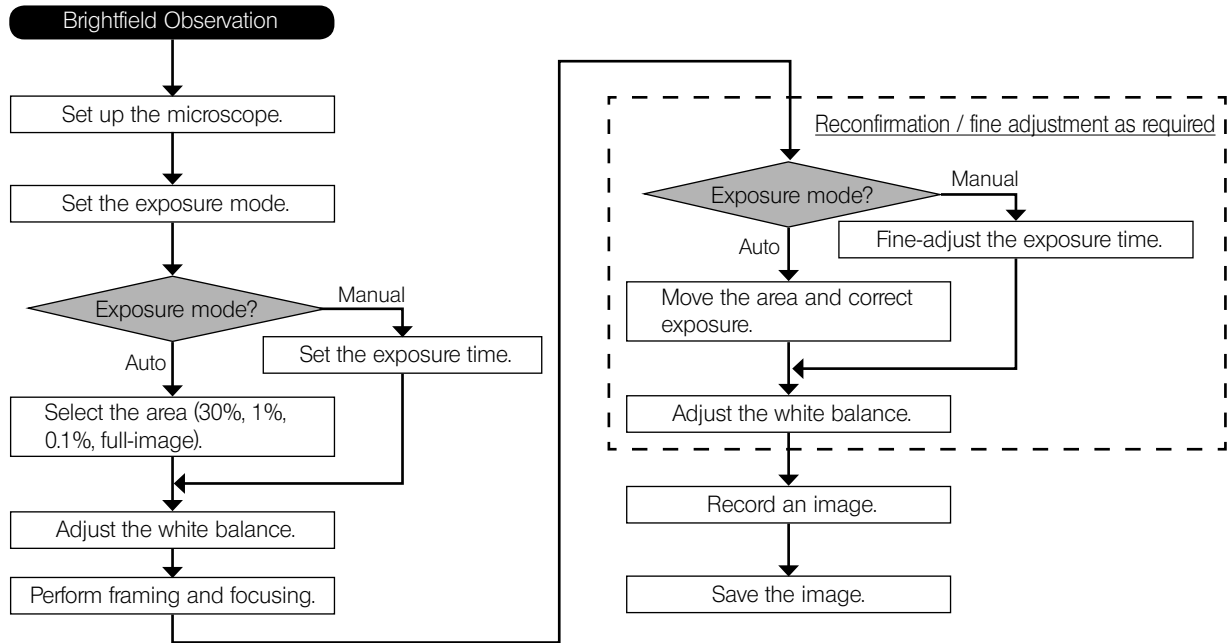 Brightfield Observation
Set up the microscope.
Set the exposure mode.
Exposure mode?
Manual
Set the exposure time.
Auto
Select the area (30%, 1%,
0.1%, full-image).
Adjust the white balance.
Perform framing and focusing.
Reconfirmation / fine adjustment as required
Exposure mode?
Manual
Fine-adjust the exposure time.
Auto
Move the area and correct
exposure.
Adjust the white balance.
Record an image.
Save the image.